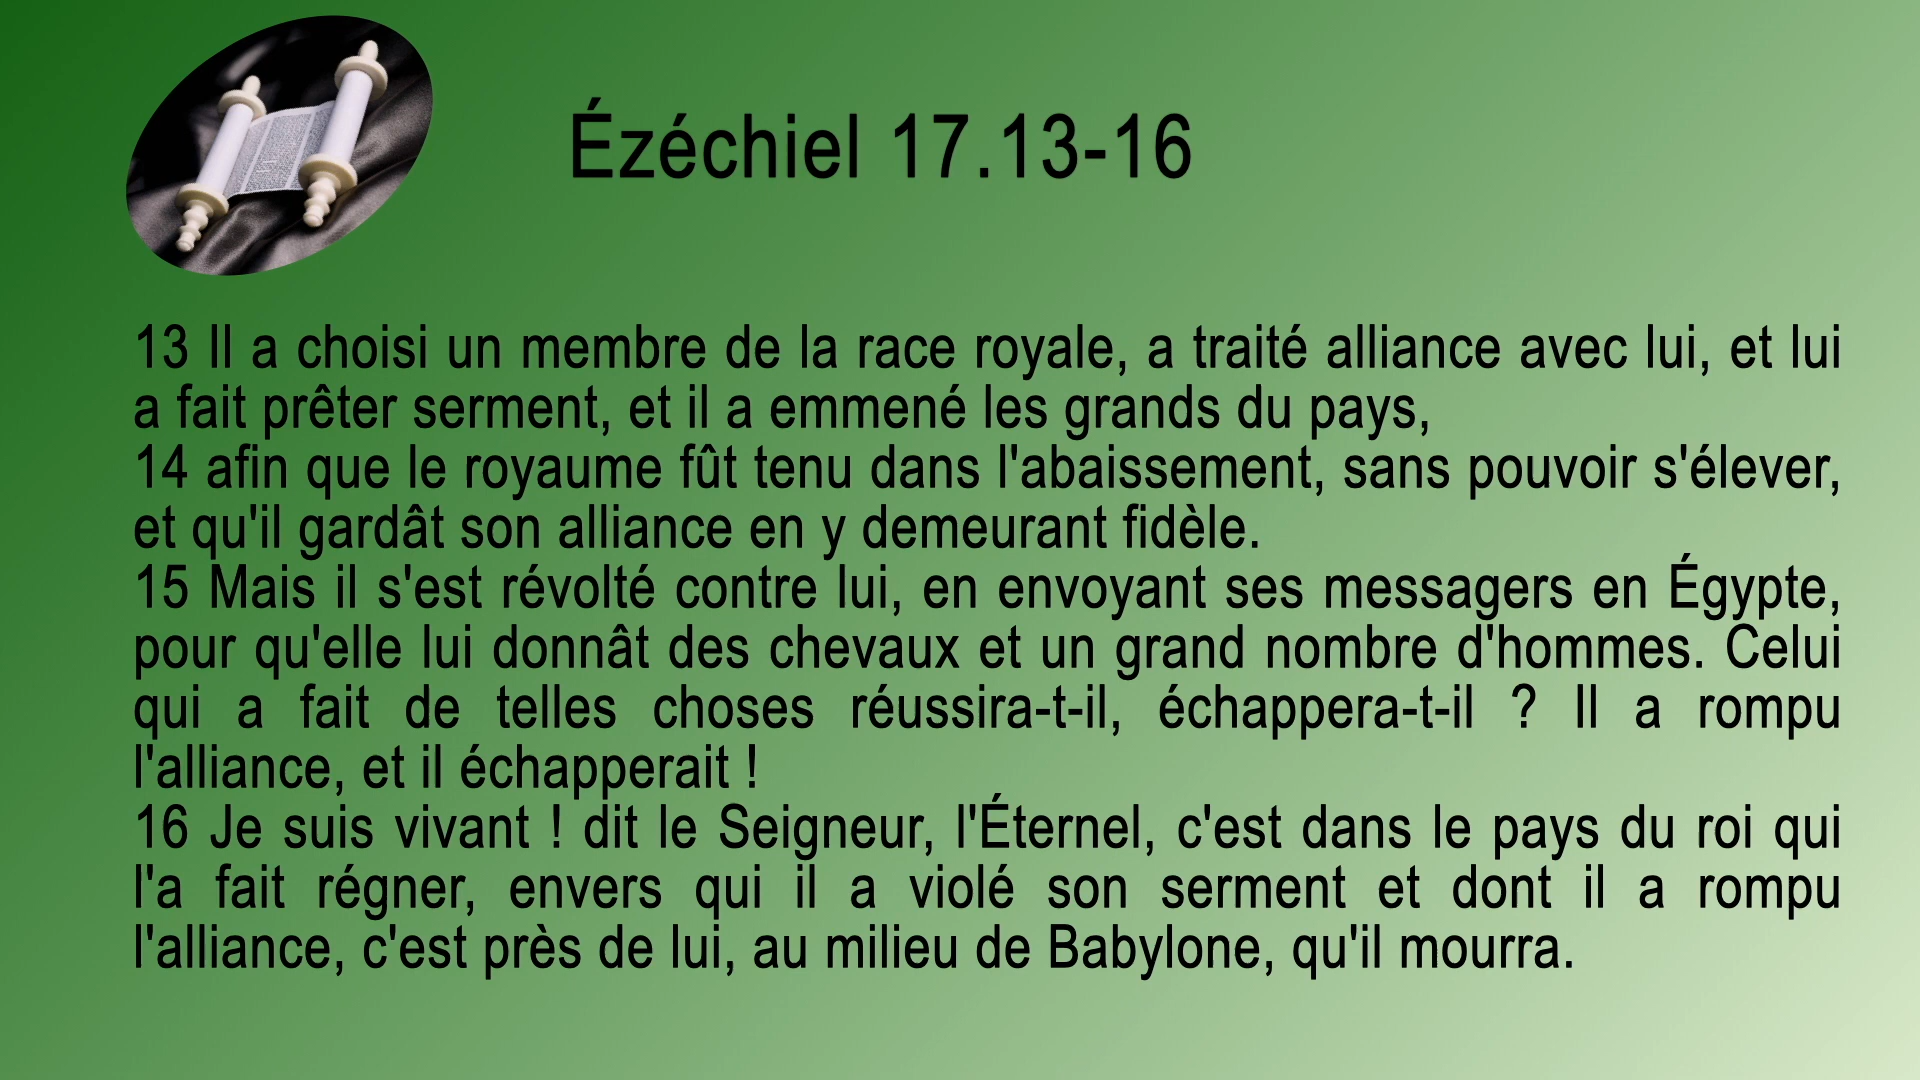 Ézéchiel 17.13-16
13 Il a choisi un membre de la race royale, a traité alliance avec lui, et lui
a fait prêter serment, et il a emmené les grands du pays,
14 afin que le royaume fût tenu dans l'abaissement, sans pouvoir s'élever,
et qu'il gardât son alliance en y demeurant fidèle.
15 Mais il s'est révolté contre lui, en envoyant ses messagers en Égypte,
pour qu'elle lui donnât des chevaux et un grand nombre d'hommes. Celui
qui a fait de telles choses réussira-t-il, échappera-t-il ? Il a rompu
l'alliance, et il échapperait !
16 Je suis vivant ! dit le Seigneur, l'Éternel, c'est dans le pays du roi qui
l'a fait régner, envers qui il a violé son serment et dont il a rompu
l'alliance, c'est près de lui, au milieu de Babylone, qu'il mourra.